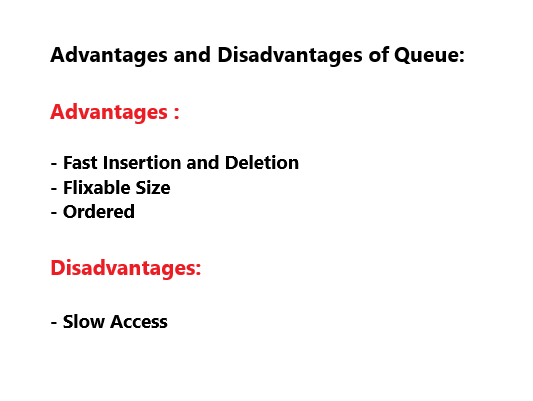 Advantages and Disadvantages of Queue:
Advantages :
- Fast Insertion and Deletion
- Flixable Size
- Ordered
Disadvantages:
- Slow Access